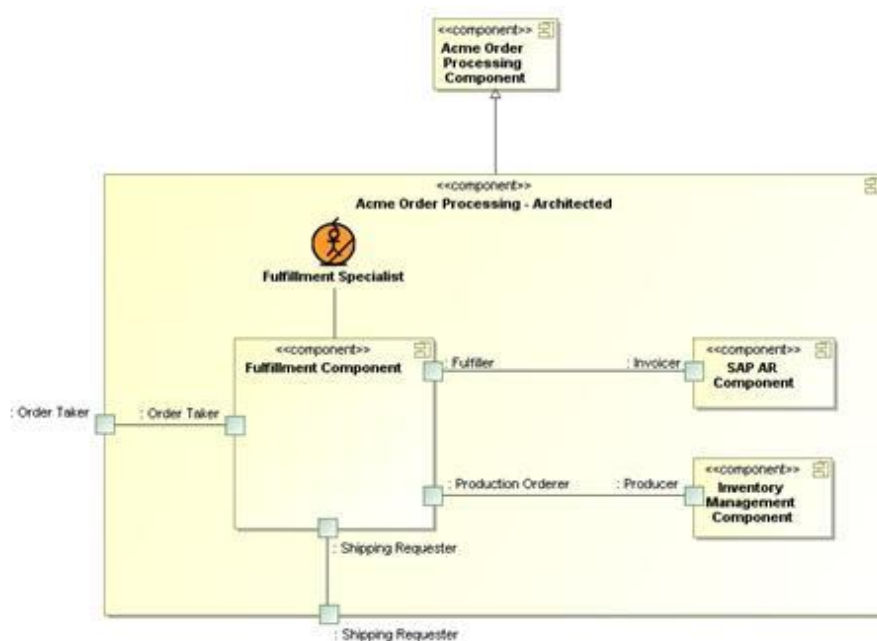 <<component>>
Acme Order
Processing
Component
<<component>>
Acme Order Processing - Architected
Fulfillment Specialist
<<component>>
Fulfillment Component
: Fulfiller
: Invoicer
<<component>>
SAP AR
Component
: Order Taker
: Order Taker
: Production Orderer
: Producer
<<component>>
Inventory
Management
Component
: Shipping Requester
: Shipping Requester